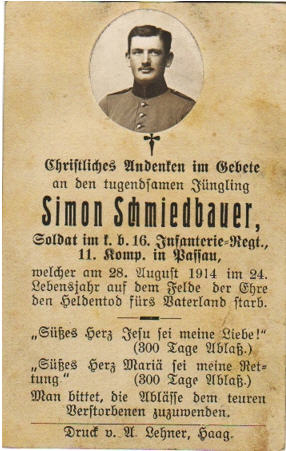 Christliches Andenken im Gebete
an den tugendsamen Jüngling
Simon Schmiedbauer,
Soldat im k. b. 16. Infanterie-Regt.,
11. Komp. in Passau,
welcher am 28. August 1914 im 24.
Lebensjahr auf dem Felde der Ehre
den Heldentod fürs Vaterland starb.
„Süßes Herz Jesu sei meine Liebe!"
(300 Tage Ablaß.)
„Süßes Herz Mariä sei meine Ret-
tung" (300 Tage Ablaß.)
Man bittet, die Ablässe dem teuren
Verstorbenen zuzuwenden.
Druck v. A. Lehner, Haag.